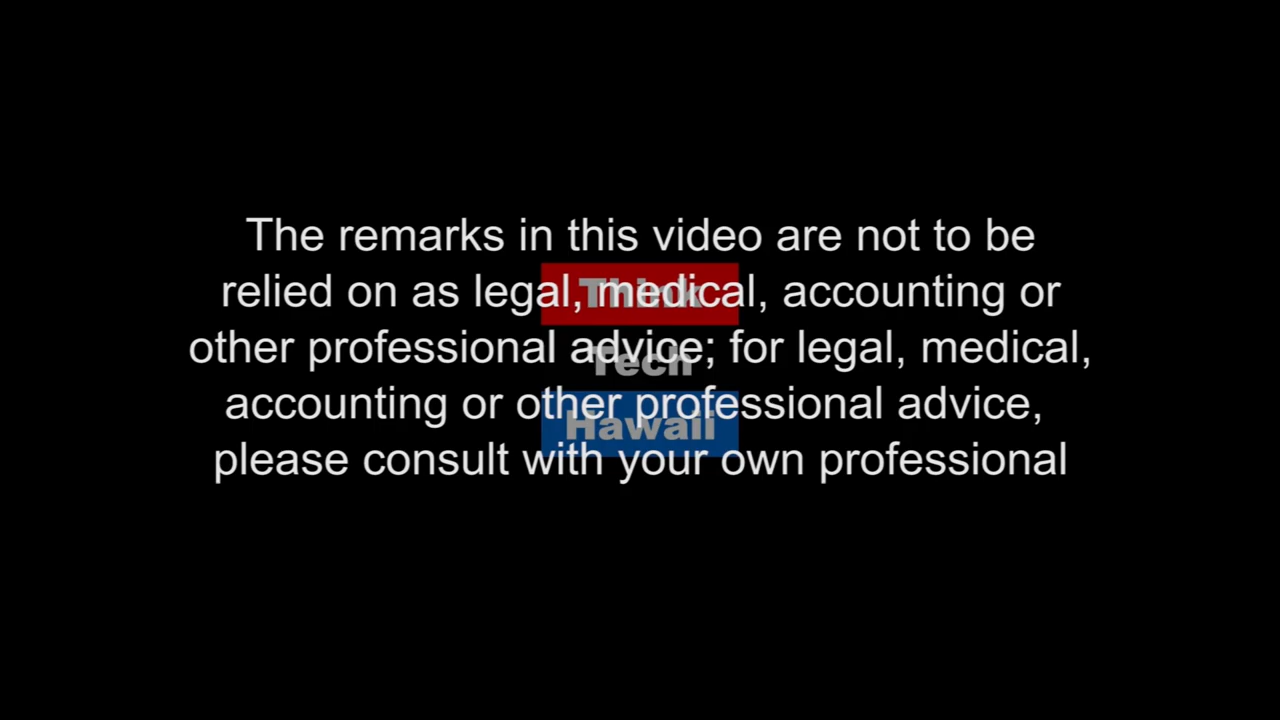 The remarks in this video are not to be
relied on as legal, medical, accounting or
other professional advice; for legal, medical,
accounting or other professional advice,
please consult with your own professional
Think
Tech
Hawaii